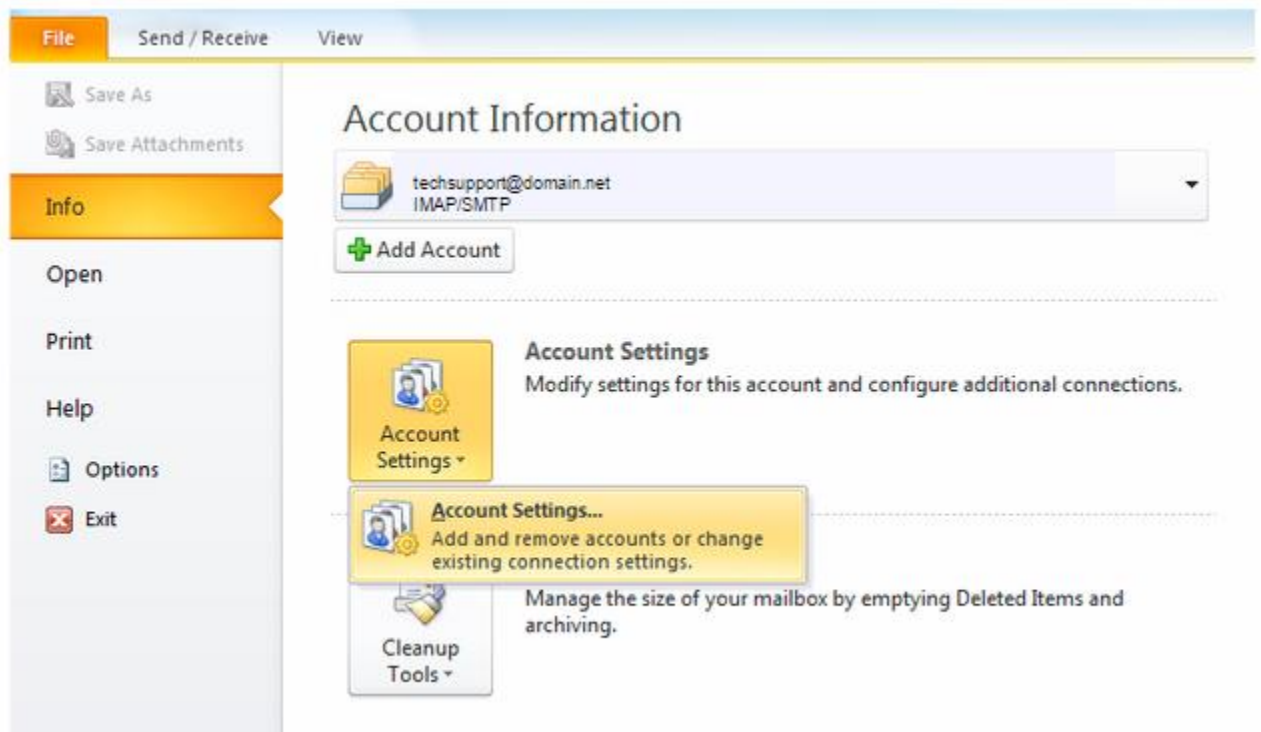 File Send / Receive View
Save As
Save Attachments
Info
Open
Print
Help
Options
Exit
Account Information
techsupport@domain.net
IMAP/SMTP
Add Account
Account Settings
Modify settings for this account and configure additional connections.
Account
Settings
Account Settings...
Add and remove accounts or change
existing connection settings.
Manage the size of your mailbox by emptying Deleted Items and
archiving.
Cleanup
Tools